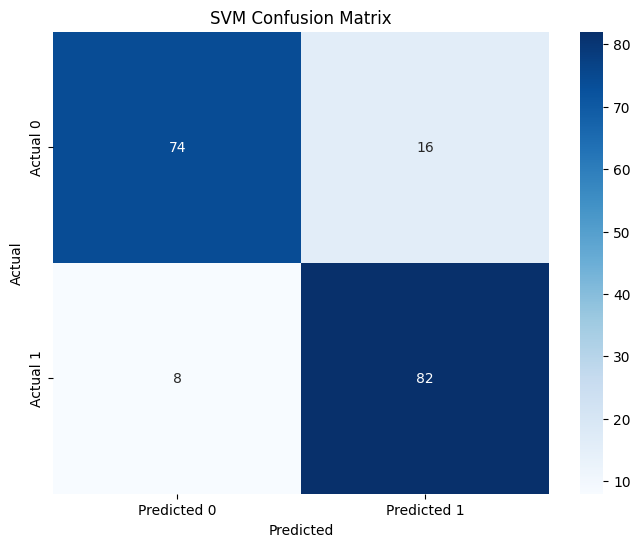 SVM Confusion Matrix
Actual
Actual 0
74
16
Actual 1
8
82
Predicted 0
Predicted 1
Predicted
80
70
60
50
40
30
20
10